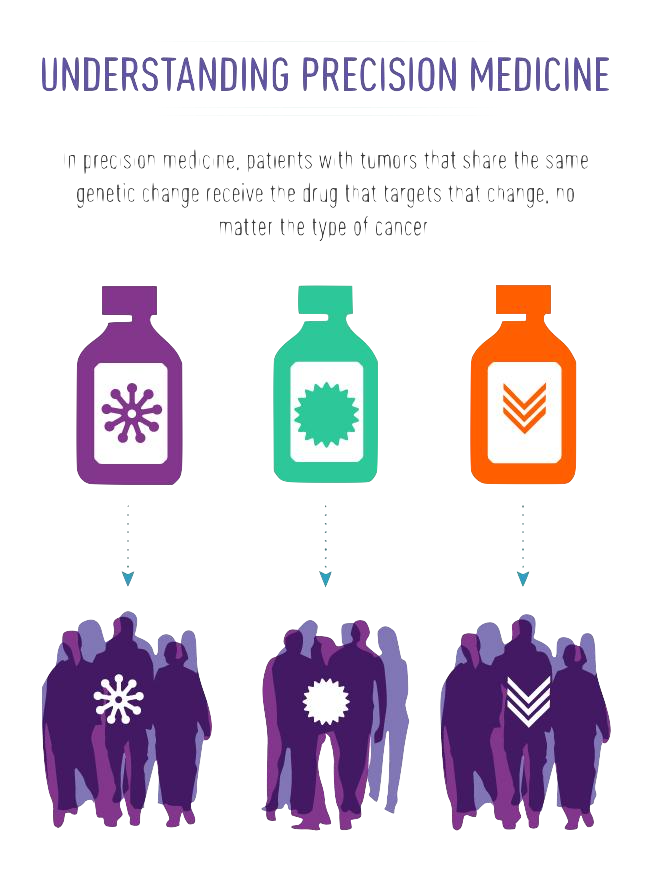 UNDERSTANDING PRECISION MEDICINE
In precision medicine, patients with tumors that share the same
genetic change receive the drug that targets that change, no
matter the type of cancer